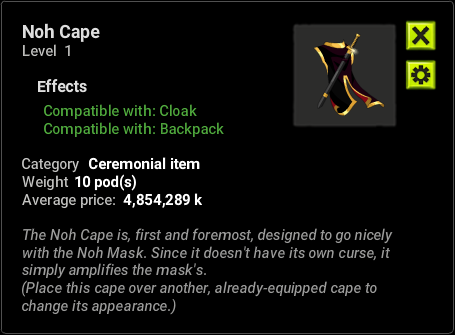 Noh Cape
Level 1
Effects
Compatible with: Cloak
Compatible with: Backpack
Category Ceremonial item
Weight 10 pod(s)
Average price: 4,854,289 k
The Noh Cape is, first and foremost, designed to go nicely
with the Noh Mask. Since it doesn't have its own curse, it
simply amplifies the mask's.
(Place this cape over another, already-equipped cape to
change its appearance.)